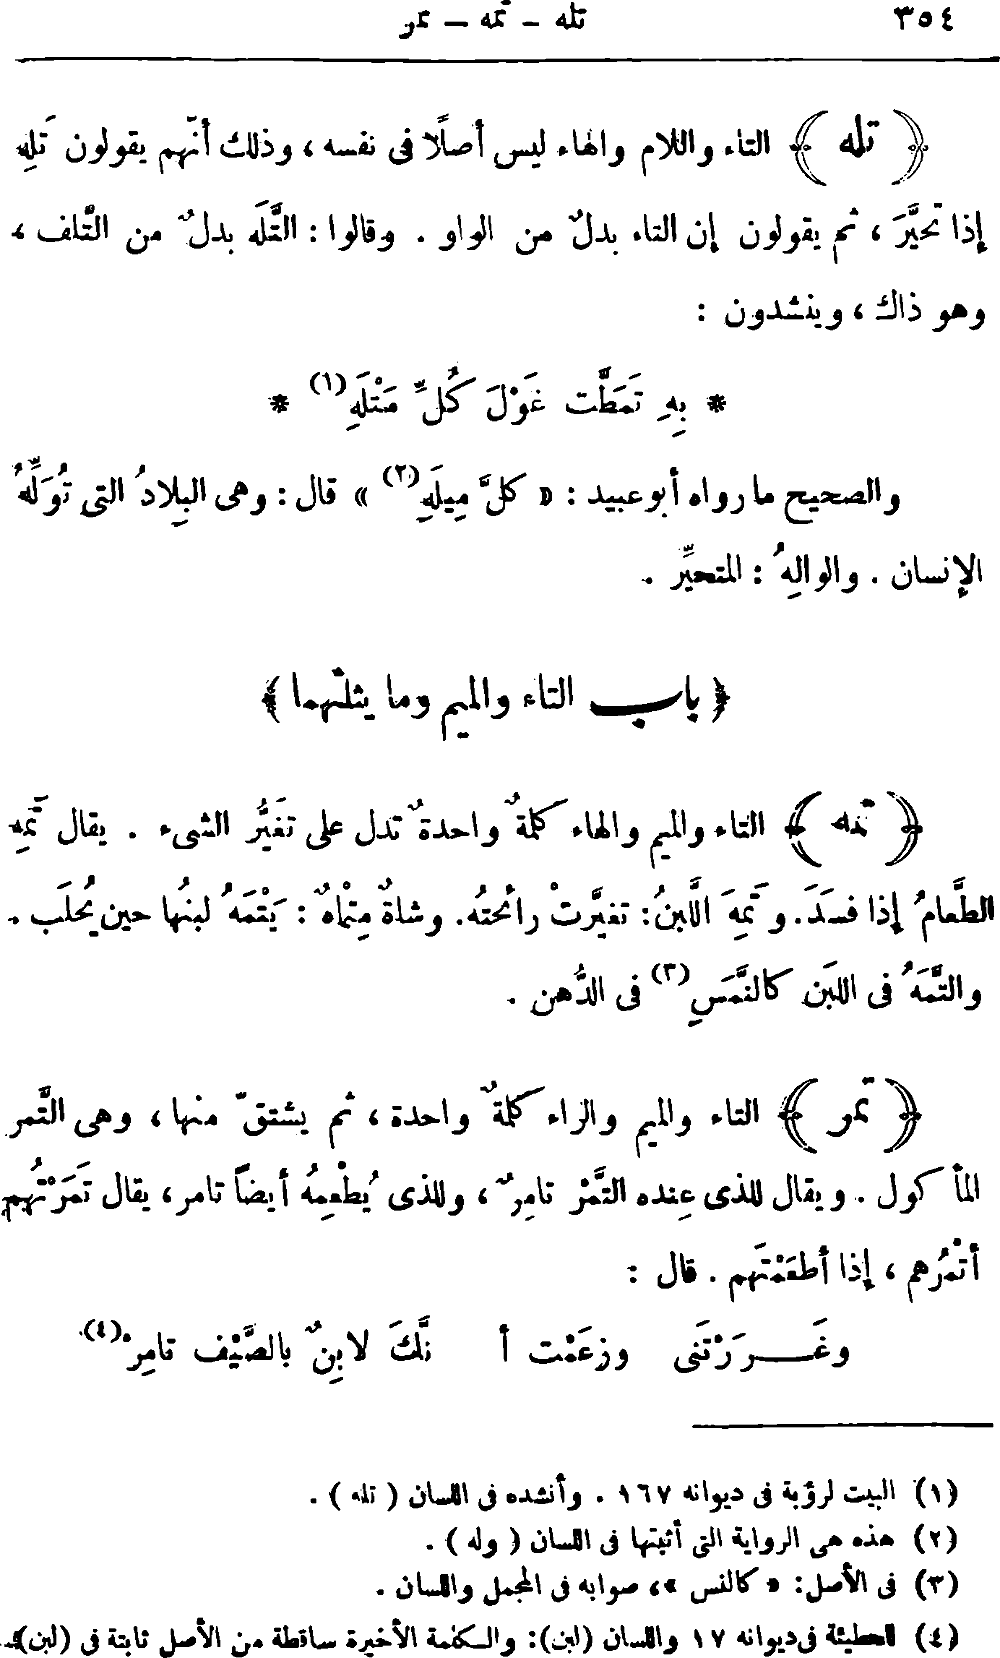 ٣٥٤ تله – تمه – تمر
﴿ تله ﴾ التاء واللام والهاء ليس أصلًا فى نفسه ، وذلك أنّهم يقولون تَلِهِ
إذا تحيَّرَ ، ثم يقولون إن التاء بدلٌ من الواو . وقالوا : التَّلَه بدلٌ من التَّلف ،
وهو ذاك ، وينشدون :
* بِهِ تَمَطَّت غَوْلَ كُلِّ مَتْلَهِ (١) *
والصحيح ما رواه أبو عبيد : « كلَّ مِيلَهِ (٢) » قال : وهى البِلادُ التى تُوَلِّهُ
الإنسان . والوالِهُ : المتحيِّر .
﴿ باب التاء والميم وما يثلثهما ﴾
﴿ تمه ﴾ التاء والميم والهاء كلمةٌ واحدةٌ تدل على تغيُّر الشىء . يقال تَمِهِ
الطَّعامُ إذا فسَدَ . و تَمِهَ اللَّبنُ : تغيَّرتْ رائحتُه . وشاةٌ مِتْماهٌ : يَتْمَهُ لبنُها حين يُحلَب .
والتَّمَهُ فى اللبَن كالنَّمَسِ (٣) فى الدُّهن .
﴿ تمر ﴾ التاء والميم والراء كلمةٌ واحدة ، ثم يشتقّ منها ، وهى التَّمر
المأكول . ويقال للذى عِنده التَّمْر تامِرٌ ، وللذى يُطْعِمُه أيضاً تامر ، يقال تَمَرْتُهم
أتْمُرُهم ، إذا أطعَمْتَهم . قال :
وغَـــرَرْتَنى وزعَمْت أ نَّكَ لابِنٌ بالصَّيْف تامِرْ (٤)
(١) البيت لرؤبة فى ديوانه ١٦٧ . وأنشده فى اللسان ( تله ) .
(٢) هذه هى الرواية التى أثبتها فى اللسان ( وله ) .
(٣) فى الأصل : « كالنس »، صوابه فى المجمل واللسان .
(٤) الحطيئة فى ديوانه ١٧ واللسان (لبن) : والكلمة الأخيرة ساقطة من الأصل ثابتة فى (لبن)